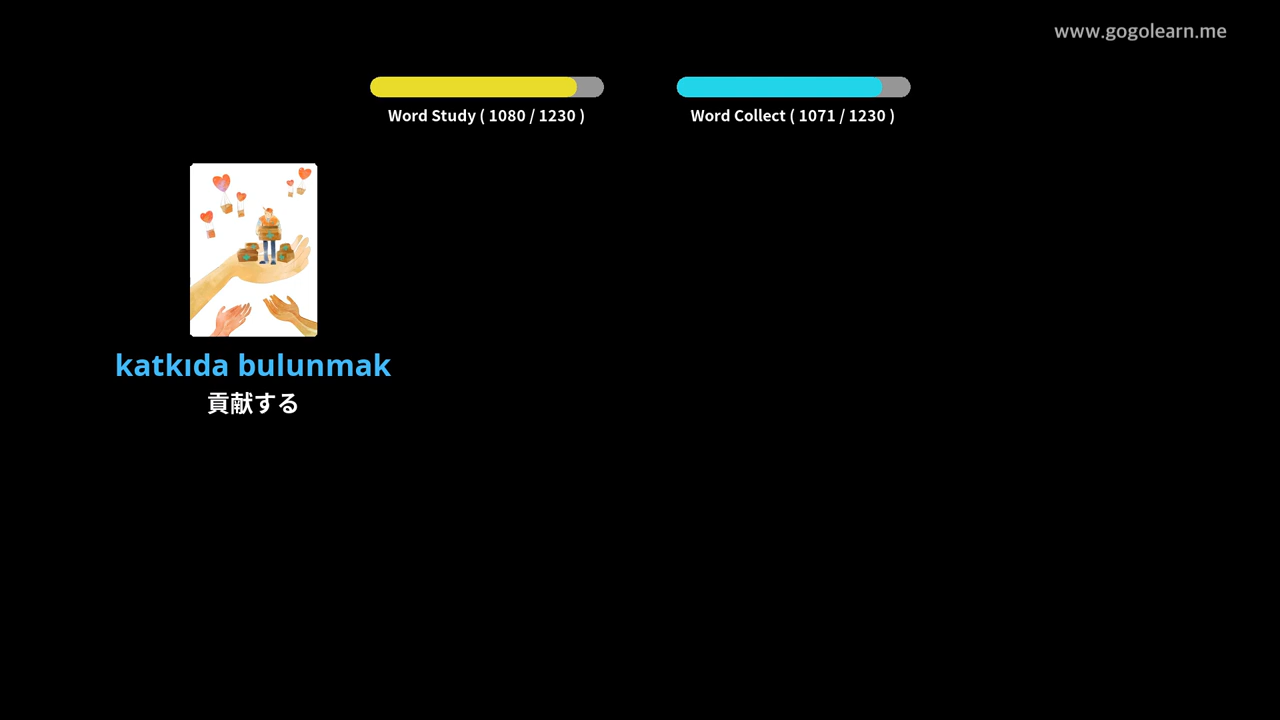 www.gogolearn.me
Word Study ( 1080 / 1230 )
Word Collect ( 1071 / 1230 )
katkıda bulunmak
貢献する